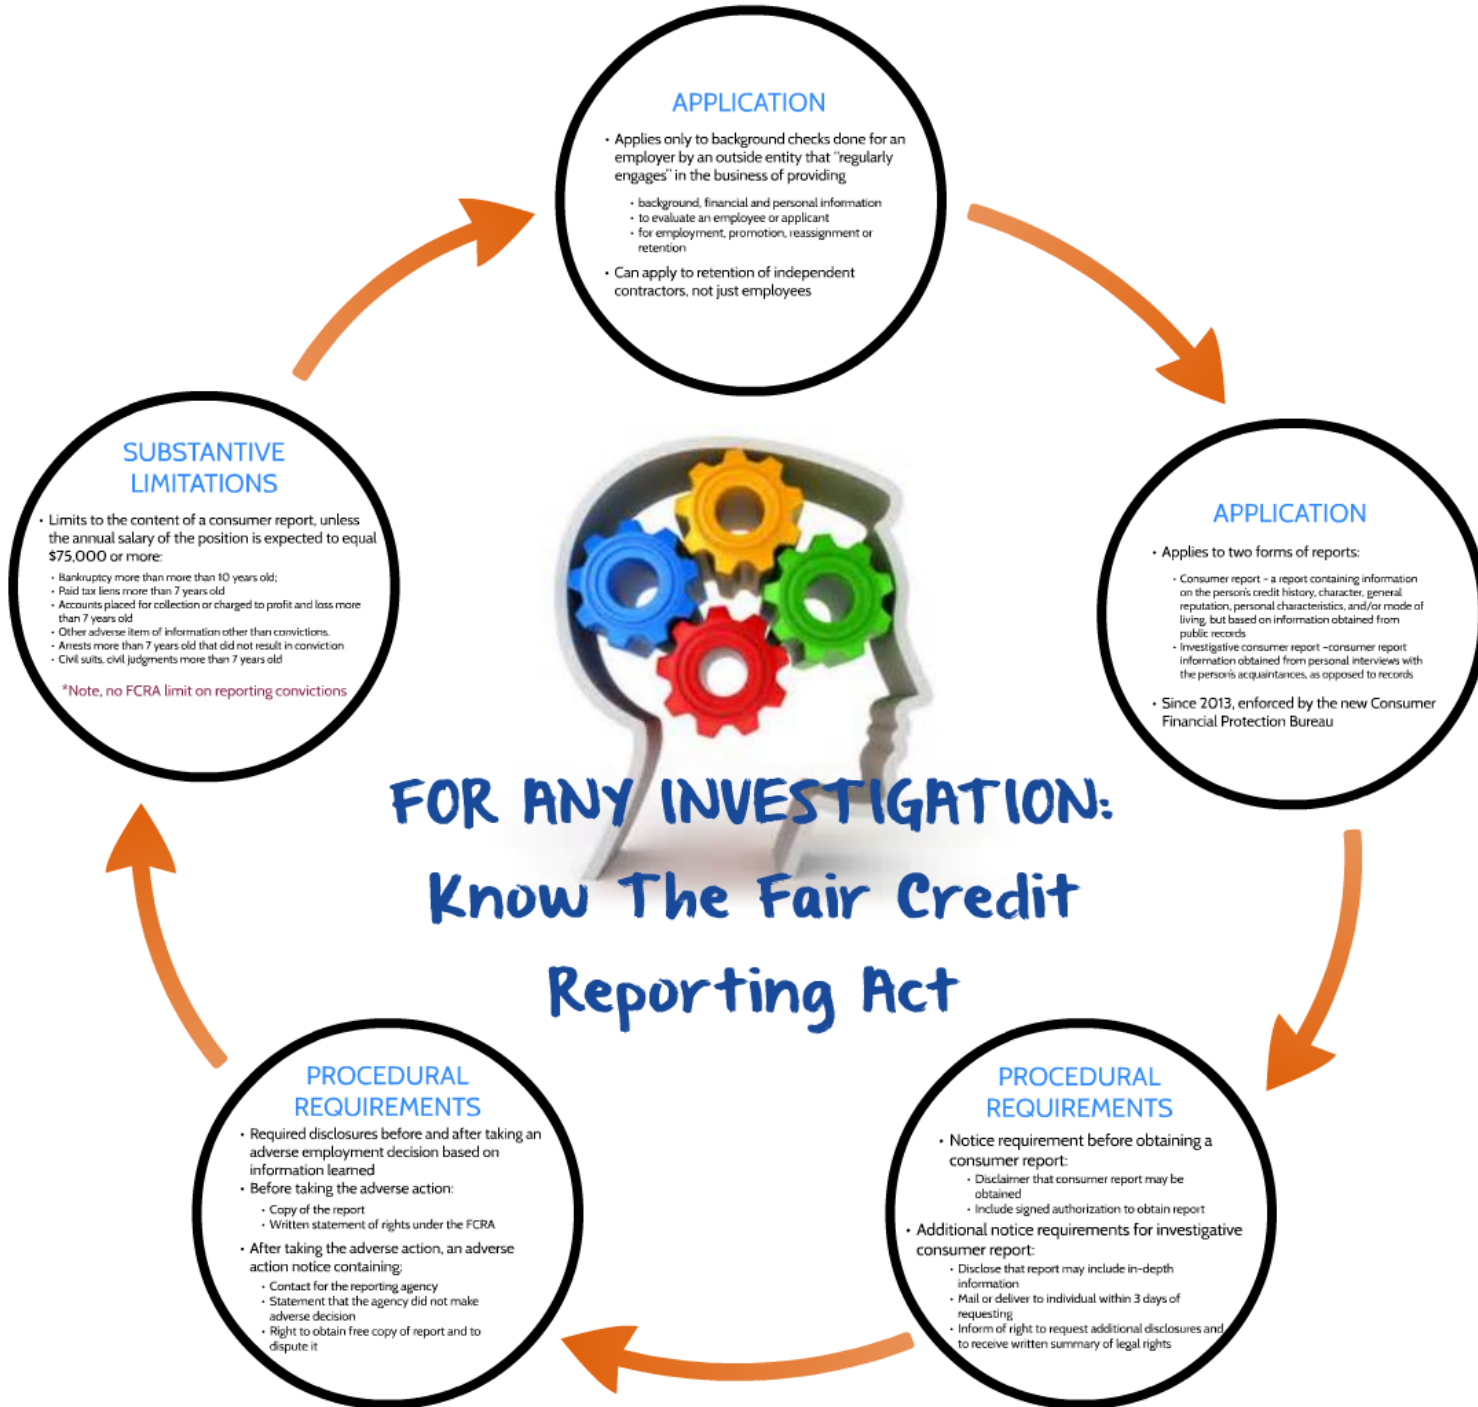 APPLICATION
• Applies only to background checks done for an
employer by an outside entity that "regularly
engages" in the business of providing
• background, financial and personal information
• to evaluate an employee or applicant
• for employment, promotion, reassignment or
retention
• Can apply to retention of independent
contractors, not just employees
APPLICATION
• Applies to two forms of reports:
• Consumer report – a report containing information
on the person's credit history, character, general
reputation, personal characteristics, and/or mode of
living, but based on information obtained from
public records
• Investigative consumer report –consumer report
information obtained from personal interviews with
the person's acquaintances, as opposed to records
• Since 2013, enforced by the new Consumer
Financial Protection Bureau
PROCEDURAL
REQUIREMENTS
• Notice requirement before obtaining a
consumer report:
• Disclaimer that consumer report may be
obtained
• Include signed authorization to obtain report
• Additional notice requirements for investigative
consumer report:
• Disclose that report may include in-depth
information
• Mail or deliver to individual within 3 days of
requesting
• Inform of right to request additional disclosures and
to receive written summary of legal rights
PROCEDURAL
REQUIREMENTS
• Required disclosures before and after taking an
adverse employment decision based on
information learned
• Before taking the adverse action:
• Copy of the report
• Written statement of rights under the FCRA
• After taking the adverse action, an adverse
action notice containing;
• Contact for the reporting agency
• Statement that the agency did not make
adverse decision
• Right to obtain free copy of report and to
dispute it
SUBSTANTIVE
LIMITATIONS
• Limits to the content of a consumer report, unless
the annual salary of the position is expected to equal
$75,000 or more:
• Bankruptcy more than more than 10 years old;
• Paid tax liens more than 7 years old
• Accounts placed for collection or charged to profit and loss more
than 7 years old
• Other adverse item of information other than convictions.
• Arrests more than 7 years old that did not result in conviction
• Civil suits, civil judgments more than 7 years old
*Note, no FCRA limit on reporting convictions
FOR ANY INVESTIGATION:
Know The Fair Credit
Reporting Act